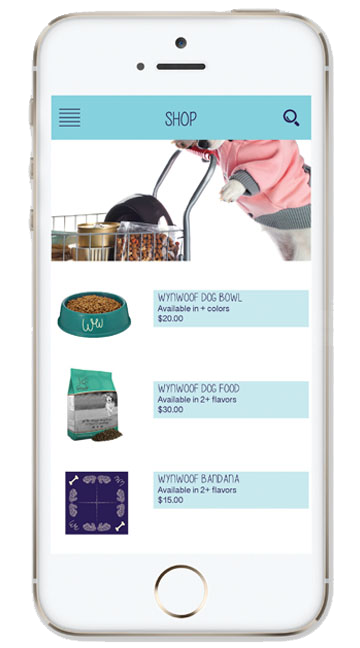 SHOP
WYNWOOF DOG BOWL
Available in + colors
$20.00
WW
WYNWOOF DOG FOOD
Available in 2+ flavors
$30.00
WYNWOOF BANDANA
Available in 2+ flavors
$15.00